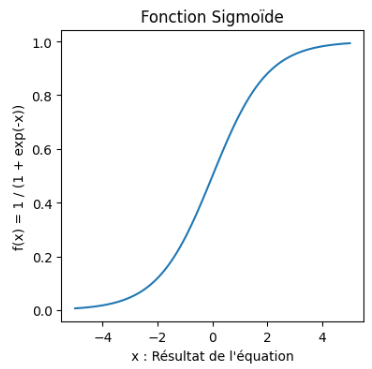 Fonction Sigmoïde
f(x) = 1 / (1 + exp(-x))
1.0
0.8
0.6
0.4
0.2
0.0
−4 −2 0 2 4
x : Résultat de l'équation